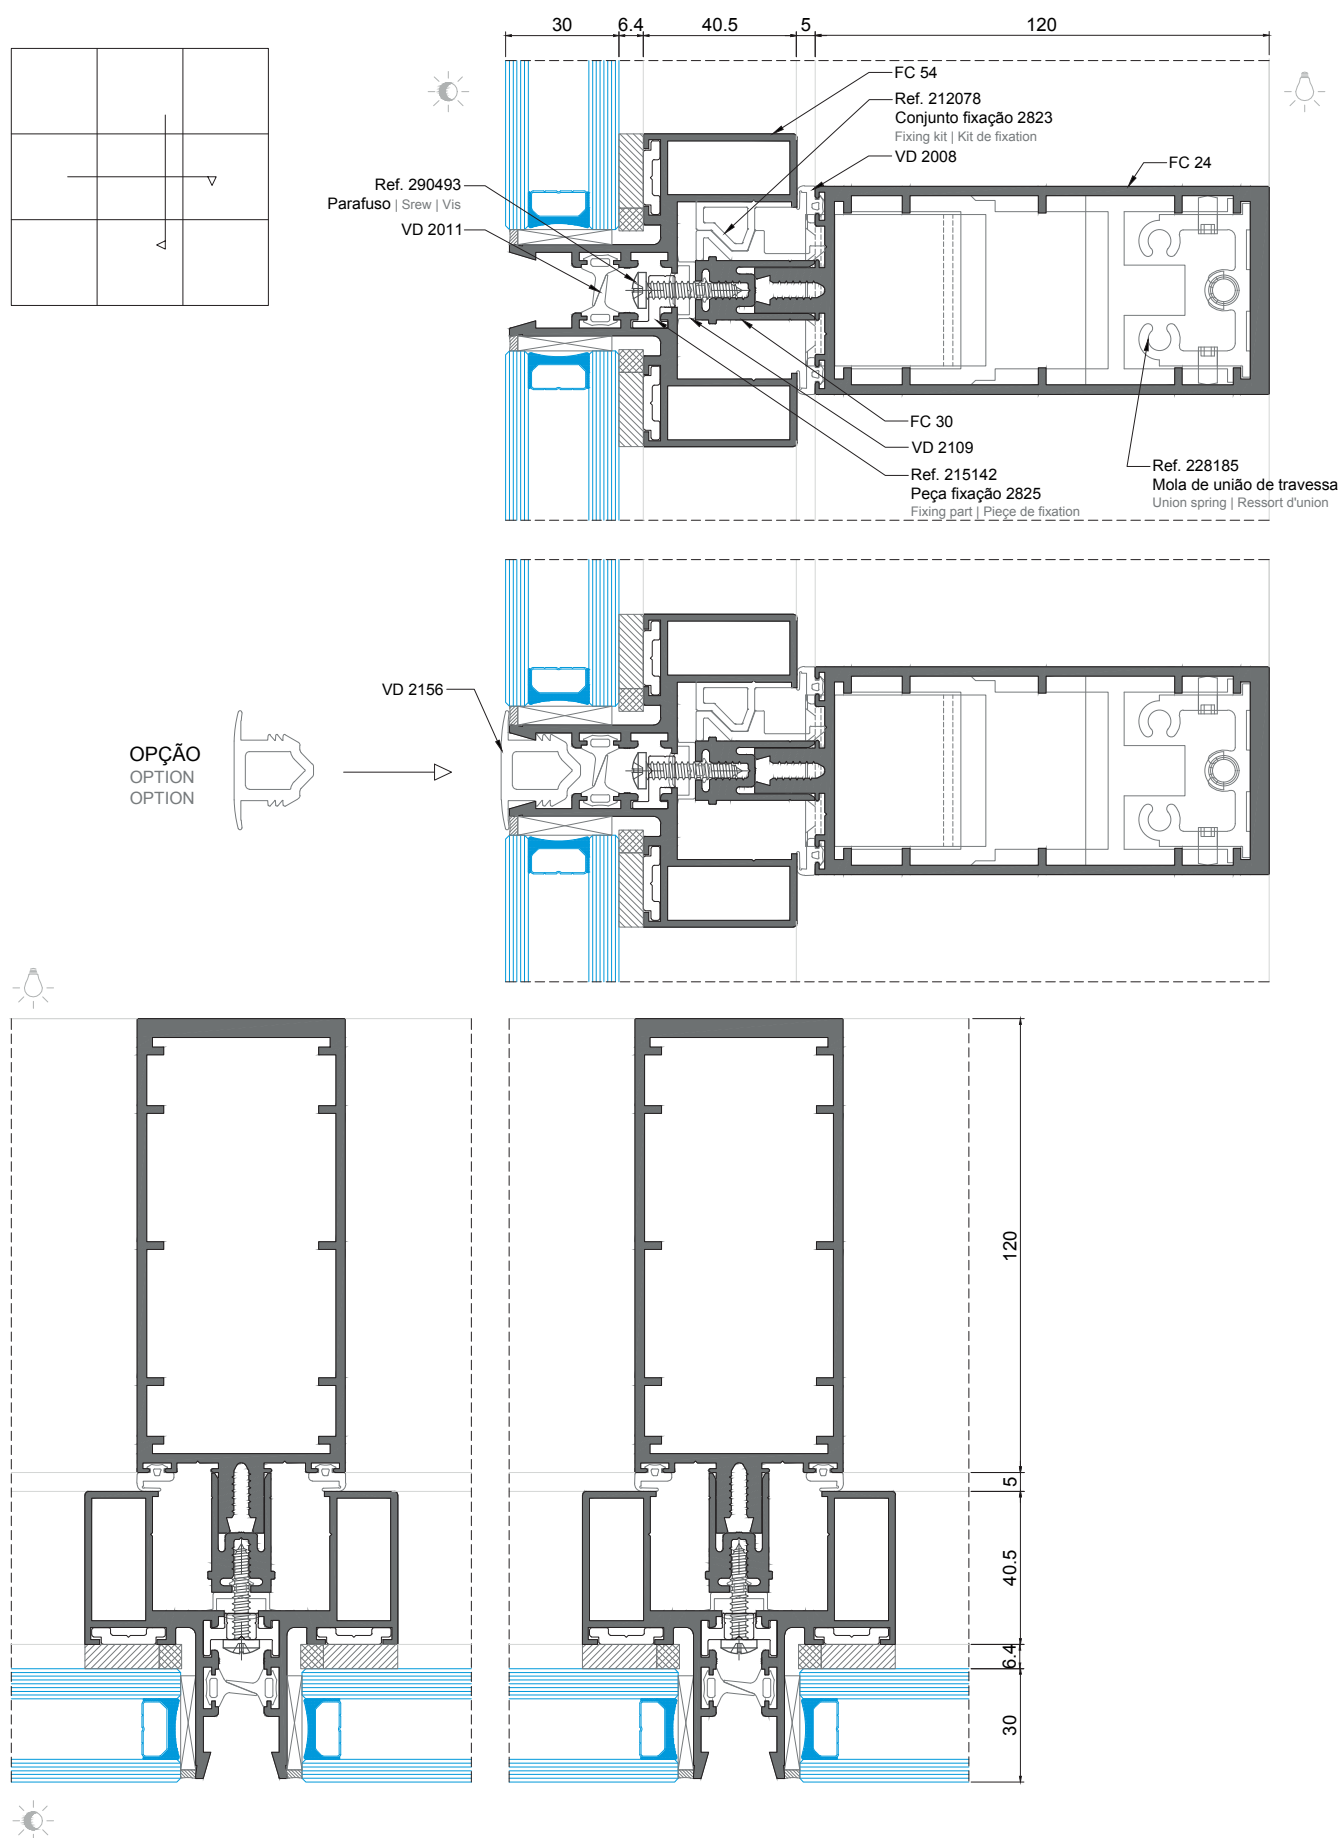 30 6.4 40.5 5 120
FC 54
Ref. 212078
Conjunto fixação 2823
Fixing kit | Kit de fixation
VD 2008
FC 24
Ref. 290493
Parafuso | Srew | Vis
VD 2011
FC 30
VD 2109
Ref. 215142
Peça fixação 2825
Fixing part | Pieçe de fixation
Ref. 228185
Mola de união de travessa
Union spring | Ressort d'union
VD 2156
OPÇÃO
OPTION
OPTION
120
5
40.5
6.4
30